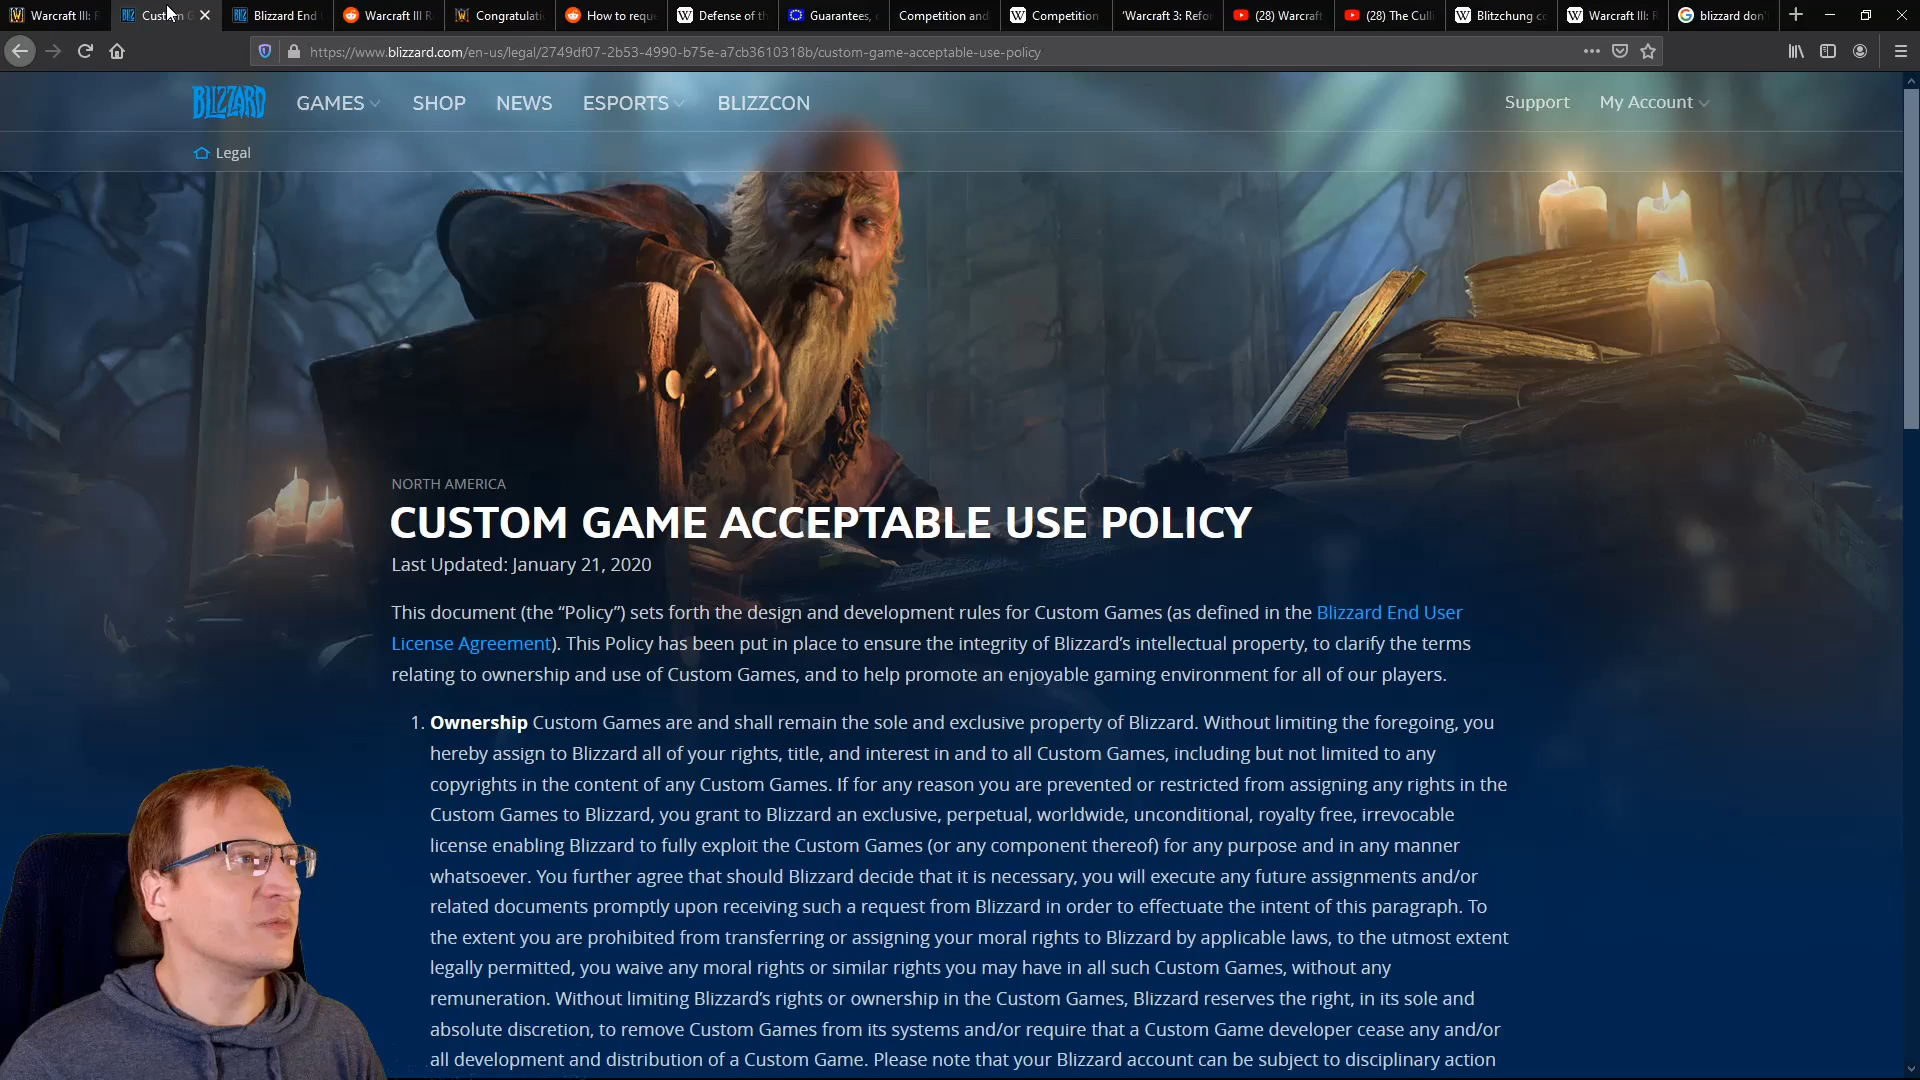 Warcraft III: 
Custom G
Blizzard End 
Warcraft III R
Congratulati
How to reque
Defense of th
Guarantees, c
Competition and
Competition 
'Warcraft 3: Refor
(28) Warcraft
(28) The Culli
Blitzchung co
Warcraft III: R
blizzard don'
https://www.blizzard.com/en-us/legal/2749df07-2b53-4990-b75e-a7cb3610318b/custom-game-acceptable-use-policy
BLIZZARD GAMES SHOP NEWS ESPORTS BLIZZCON Support My Account
Legal
NORTH AMERICA
CUSTOM GAME ACCEPTABLE USE POLICY
Last Updated: January 21, 2020
This document (the “Policy”) sets forth the design and development rules for Custom Games (as defined in the Blizzard End User
License Agreement). This Policy has been put in place to ensure the integrity of Blizzard’s intellectual property, to clarify the terms
relating to ownership and use of Custom Games, and to help promote an enjoyable gaming environment for all of our players.
1. Ownership Custom Games are and shall remain the sole and exclusive property of Blizzard. Without limiting the foregoing, you
hereby assign to Blizzard all of your rights, title, and interest in and to all Custom Games, including but not limited to any
copyrights in the content of any Custom Games. If for any reason you are prevented or restricted from assigning any rights in the
Custom Games to Blizzard, you grant to Blizzard an exclusive, perpetual, worldwide, unconditional, royalty free, irrevocable
license enabling Blizzard to fully exploit the Custom Games (or any component thereof) for any purpose and in any manner
whatsoever. You further agree that should Blizzard decide that it is necessary, you will execute any future assignments and/or
related documents promptly upon receiving such a request from Blizzard in order to effectuate the intent of this paragraph. To
the extent you are prohibited from transferring or assigning your moral rights to Blizzard by applicable laws, to the utmost extent
legally permitted, you waive any moral rights or similar rights you may have in all such Custom Games, without any
remuneration. Without limiting Blizzard’s rights or ownership in the Custom Games, Blizzard reserves the right, in its sole and
absolute discretion, to remove Custom Games from its systems and/or require that a Custom Game developer cease any and/or
all development and distribution of a Custom Game. Please note that your Blizzard account can be subject to disciplinary action